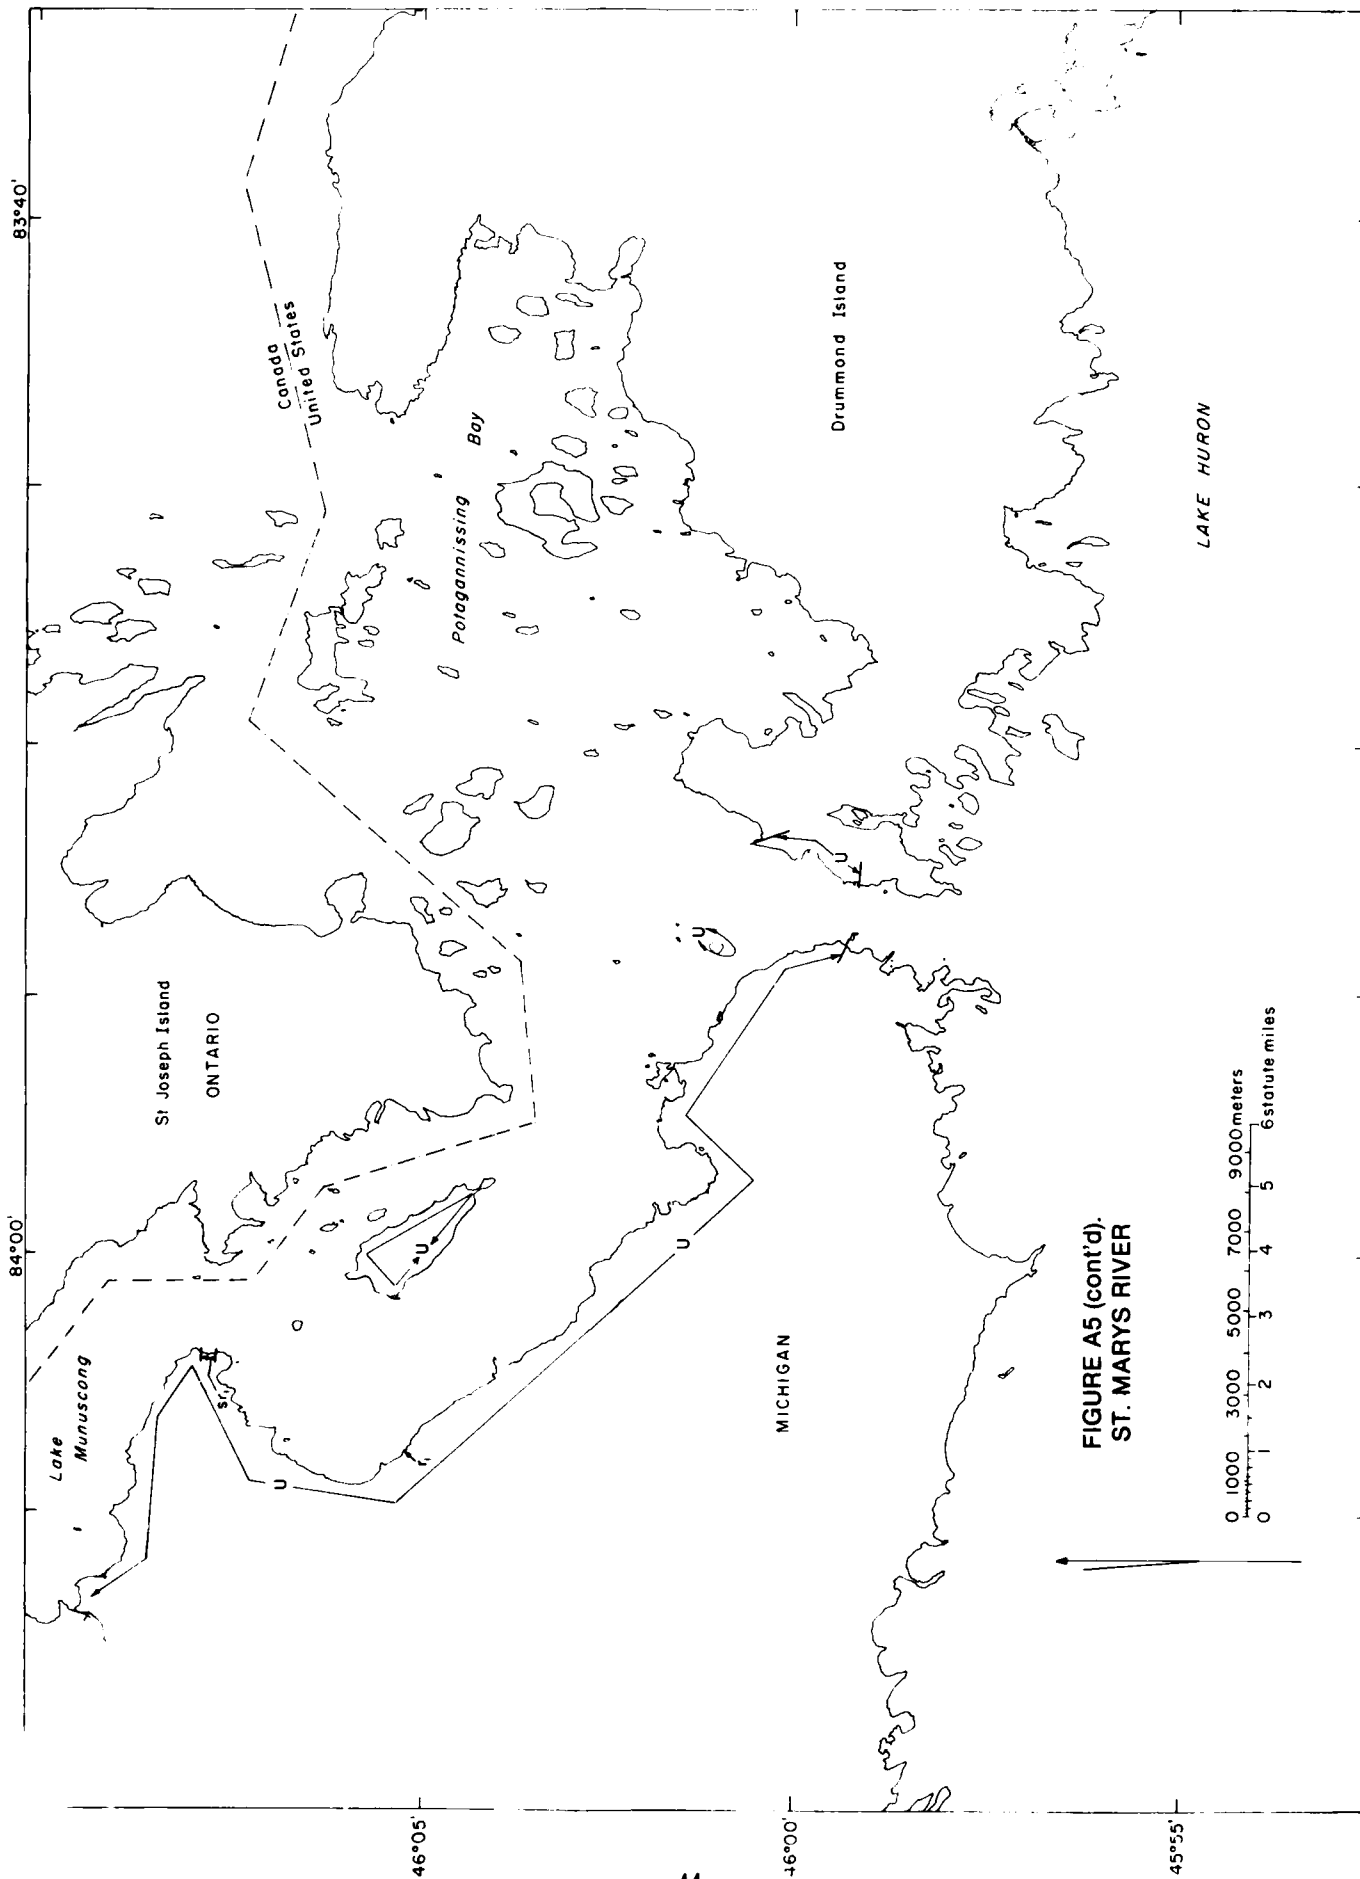 84°00'
83°40'
Lake
Munuscong
St Joseph Island
ONTARIO
Canada
United States
sr,
U
r,
U
46°05'
Potagannissing
Bay
U
U
U
Drummond Island
MICHIGAN
46°00'
LAKE HURON
FIGURE A5 (cont'd).
ST. MARYS RIVER
45°55'
0 1000 3000 5000 7000 9000 meters
0 1 2 3 4 5 6 statute miles